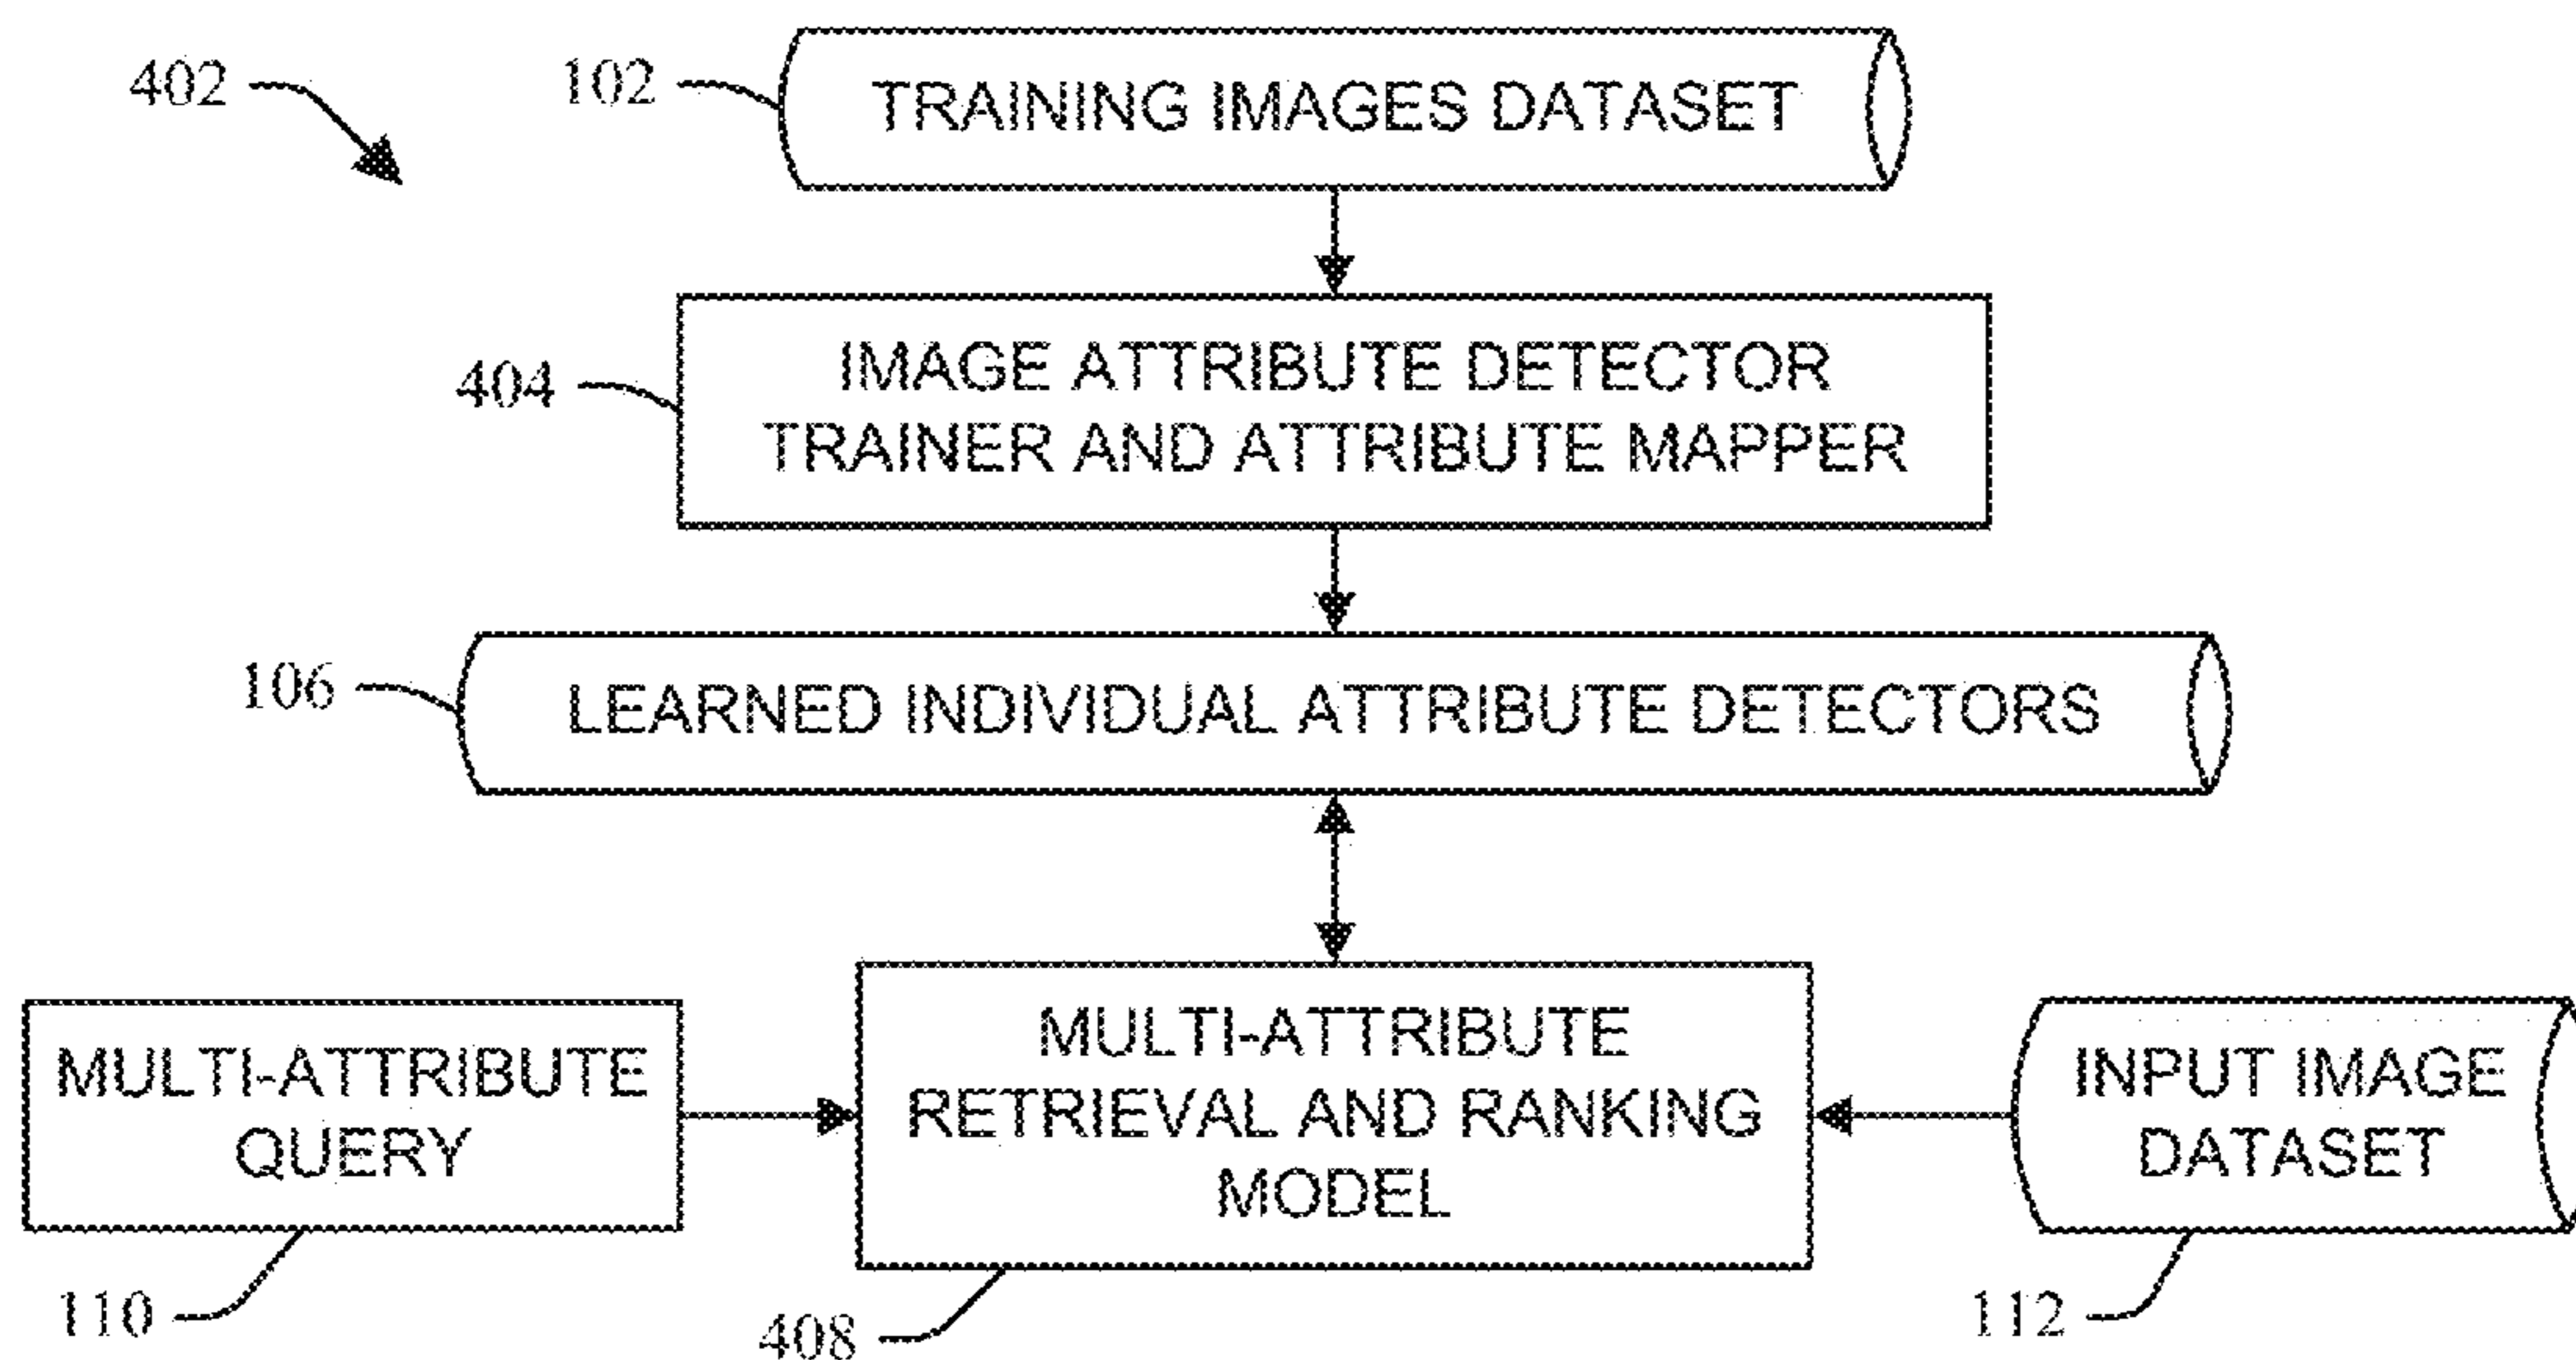 402
102
TRAINING IMAGES DATASET
404
IMAGE ATTRIBUTE DETECTOR
TRAINER AND ATTRIBUTE MAPPER
106
LEARNED INDIVIDUAL ATTRIBUTE DETECTORS
MULTI-ATTRIBUTE
QUERY
110
MULTI-ATTRIBUTE
RETRIEVAL AND RANKING
MODEL
408
INPUT IMAGE
DATASET
112